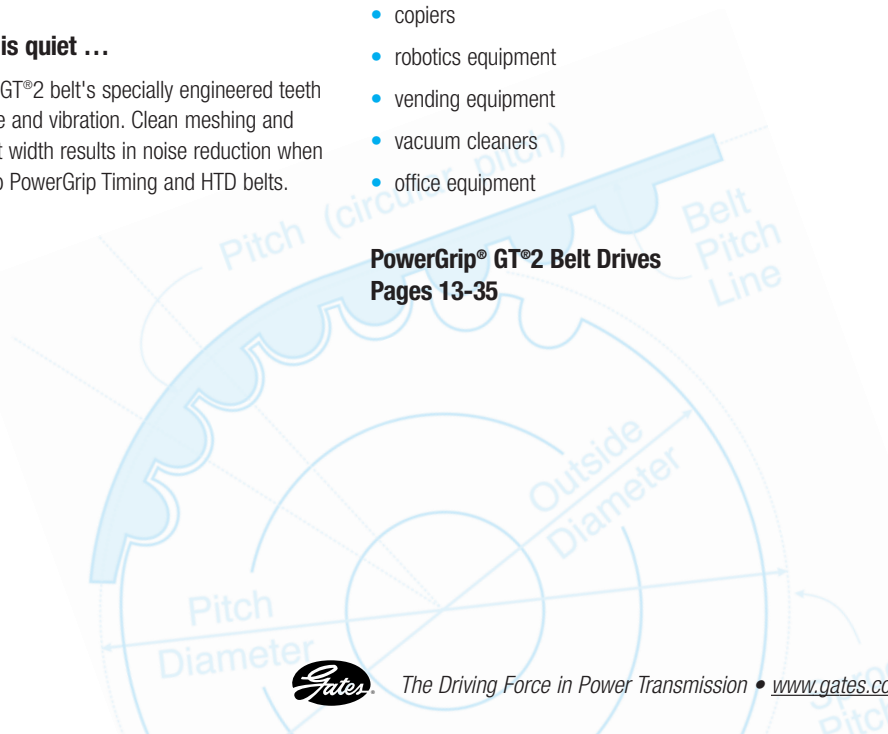 is quiet …
GT®2 belt's specially engineered teeth
e and vibration. Clean meshing and
t width results in noise reduction when
o PowerGrip Timing and HTD belts.
• copiers
• robotics equipment
• vending equipment
• vacuum cleaners
• office equipment
PowerGrip® GT®2 Belt Drives
Pages 13-35
Pitch (circular pitch)
Belt
Pitch
Line
Outside
Diameter
Pitch
Diameter
Gates.
The Driving Force in Power Transmission • www.gates.co
Pitch